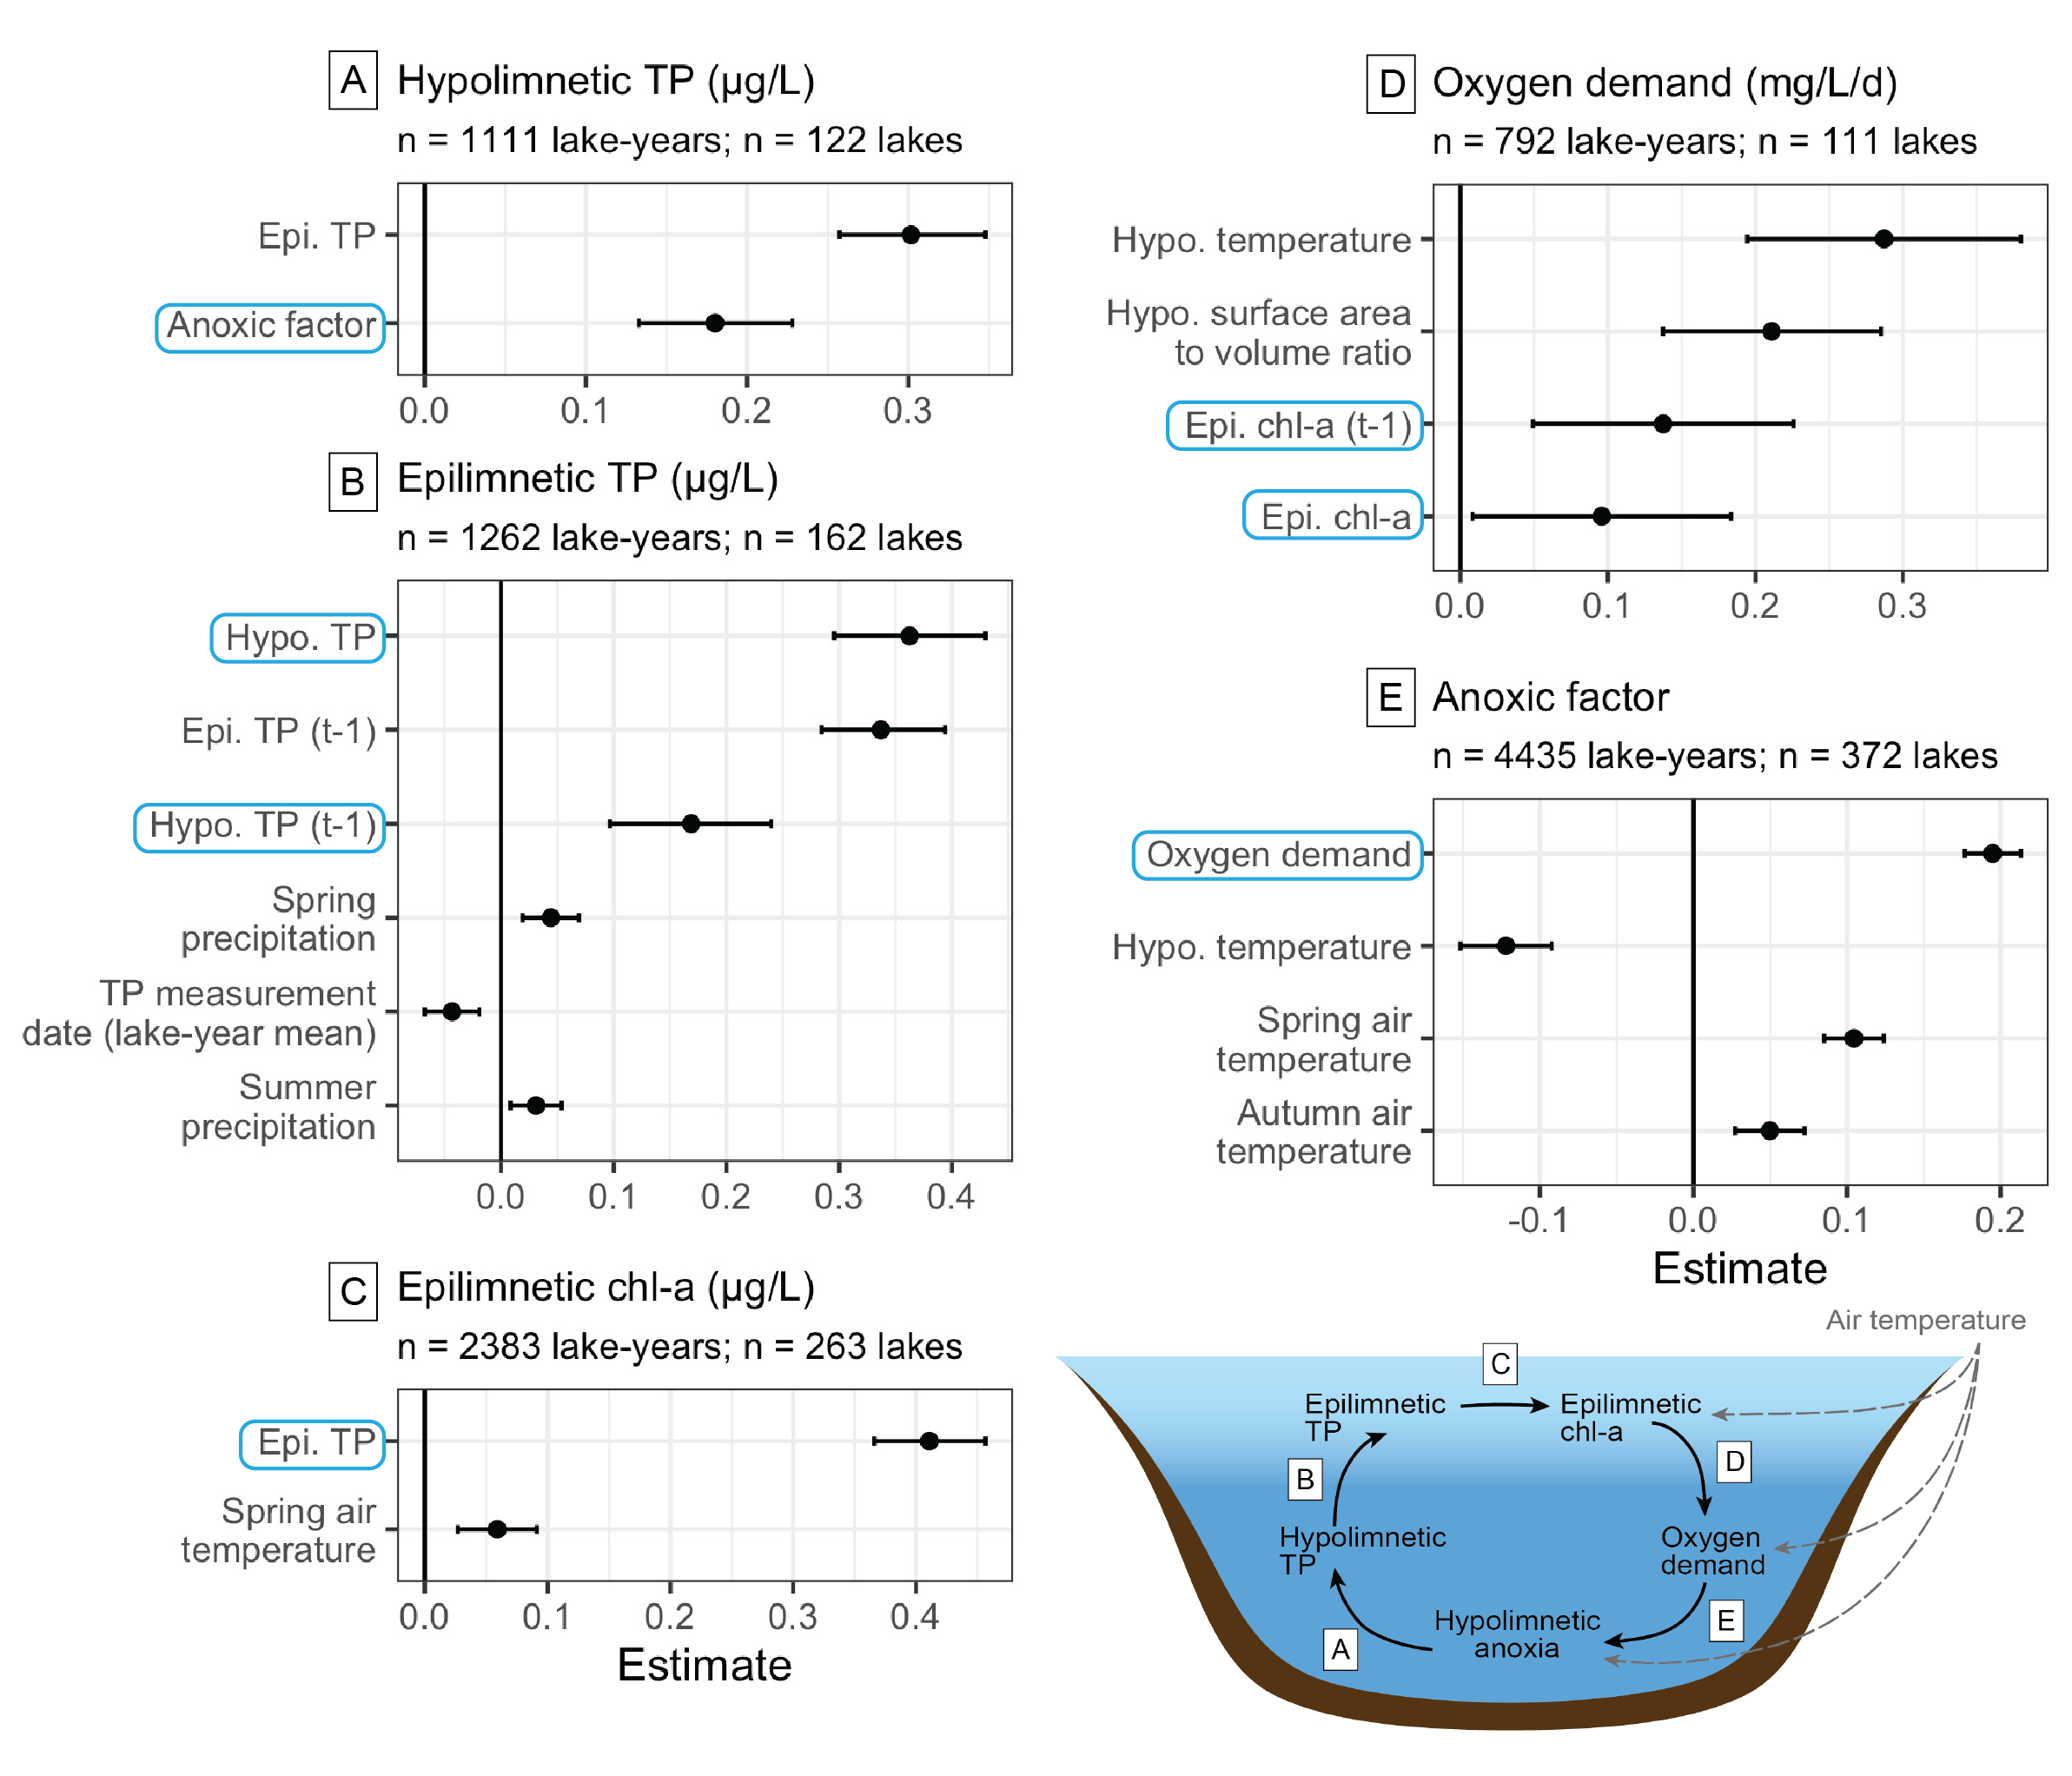 A Hypolimnetic TP (µg/L)
n = 1111 lake-years; n = 122 lakes
Epi. TP
Anoxic factor
0.0 0.1 0.2 0.3
B Epilimnetic TP (µg/L)
n = 1262 lake-years; n = 162 lakes
Hypo. TP
Epi. TP (t-1)
Hypo. TP (t-1)
Spring
precipitation
TP measurement
date (lake-year mean)
Summer
precipitation
0.0 0.1 0.2 0.3 0.4
C Epilimnetic chl-a (µg/L)
n = 2383 lake-years; n = 263 lakes
Epi. TP
Spring air
temperature
0.0 0.1 0.2 0.3 0.4
Estimate
D Oxygen demand (mg/L/d)
n = 792 lake-years; n = 111 lakes
Hypo. temperature
Hypo. surface area
to volume ratio
Epi. chl-a (t-1)
Epi. chl-a
0.0 0.1 0.2 0.3
E Anoxic factor
n = 4435 lake-years; n = 372 lakes
Oxygen demand
Hypo. temperature
Spring air
temperature
Autumn air
temperature
-0.1 0.0 0.1 0.2
Estimate
Air temperature
C
Epilimnetic
TP
Epilimnetic
chl-a
D
B
Hypolimnetic
TP
Oxygen
demand
E
Hypolimnetic
anoxia
A